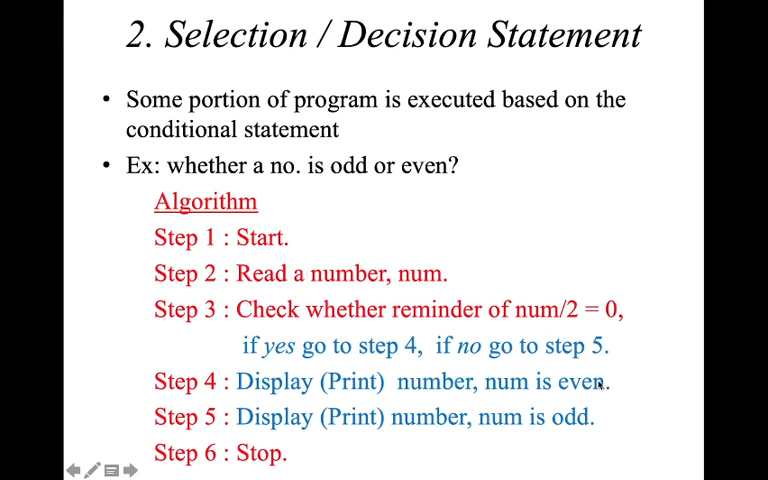 2. Selection / Decision Statement
• Some portion of program is executed based on the
conditional statement
• Ex: whether a no. is odd or even?
Algorithm
Step 1 : Start.
Step 2 : Read a number, num.
Step 3 : Check whether reminder of num/2 = 0,
if yes go to step 4, if no go to step 5.
Step 4 : Display (Print) number, num is even.
Step 5 : Display (Print) number, num is odd.
Step 6 : Stop.